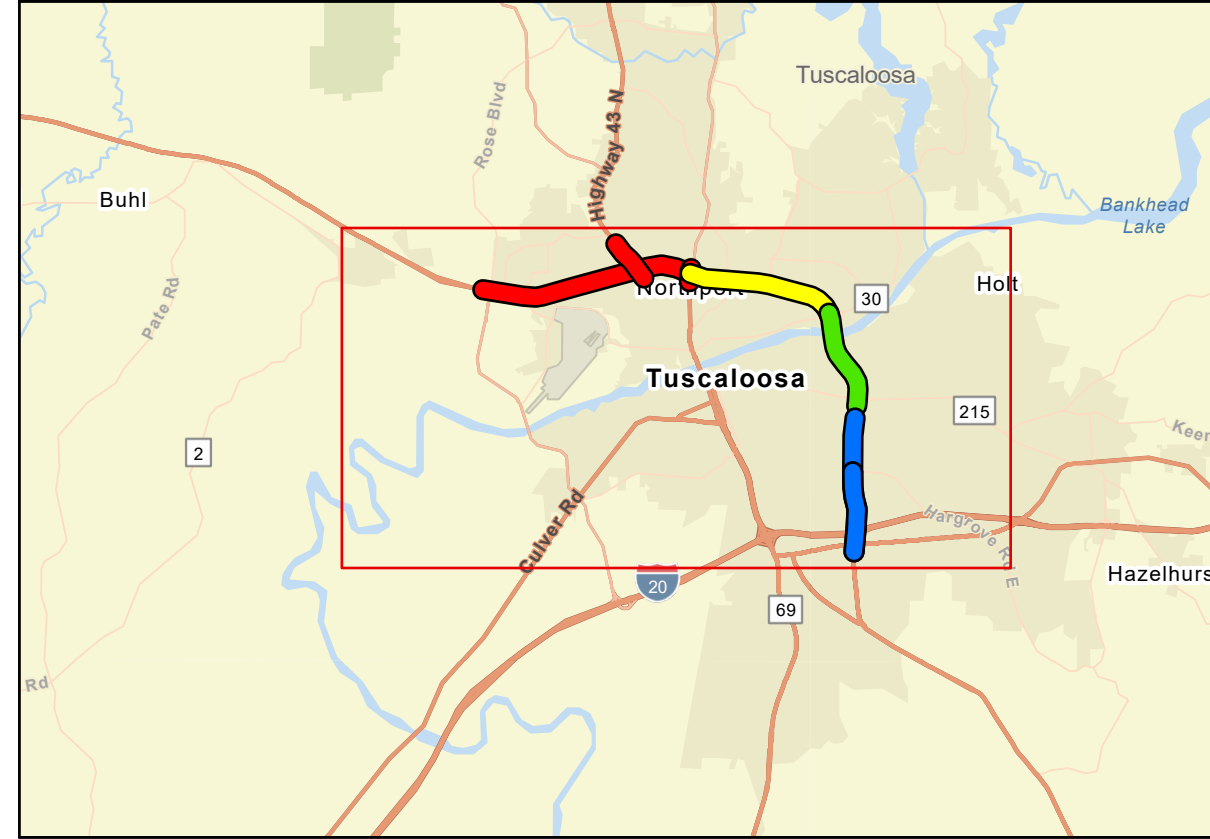 Tuscaloosa
Rose Blvd
Highway 43 N
Buhl
Bankhead
Lake
Pate Rd
Northport
Holt
30
Tuscaloosa
215
Keen
2
Culver Rd
Hargrove Rd E
20
Hazelhurs
69
Rd